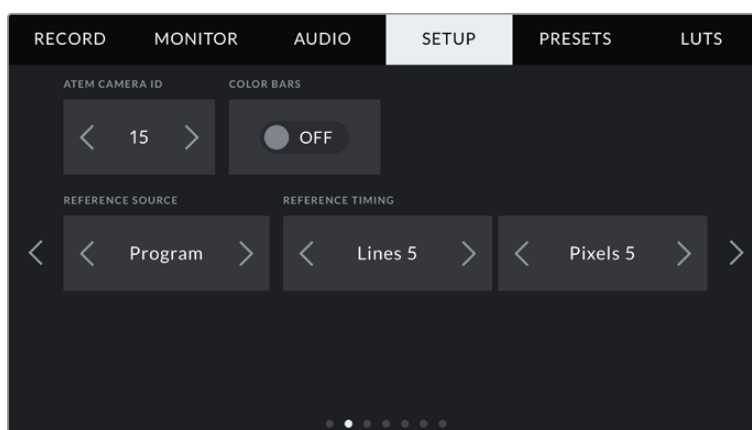 RECORD MONITOR AUDIO SETUP PRESETS LUTS
ATEM CAMERA ID COLOR BARS
15 OFF
REFERENCE SOURCE REFERENCE TIMING
Program Lines 5 Pixels 5